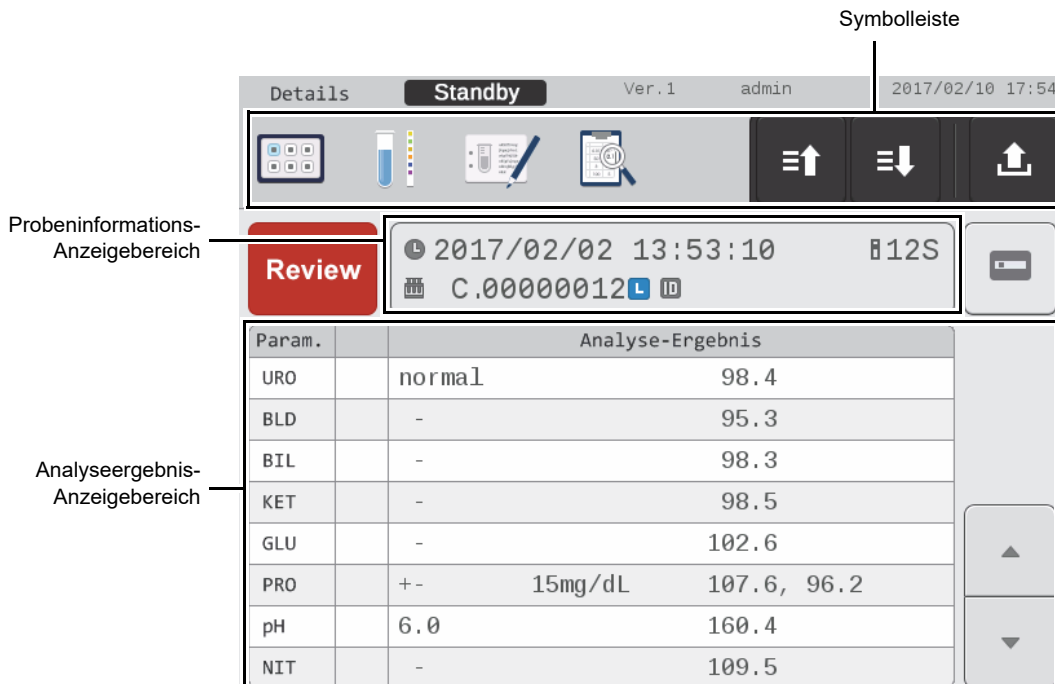 Symbolleiste
Details Standby Ver.1 admin 2017/02/10 17:54
Probeninformations-
Anzeigebereich
Review
2017/02/02 13:53:10 12S
C.00000012 L ID
Param. Analyse-Ergebnis
URO normal 98.4
BLD - 95.3
BIL - 98.3
Analyseergebnis-
Anzeigebereich
KET - 98.5
GLU - 102.6
PRO +- 15mg/dL 107.6, 96.2
pH 6.0 160.4
NIT - 109.5